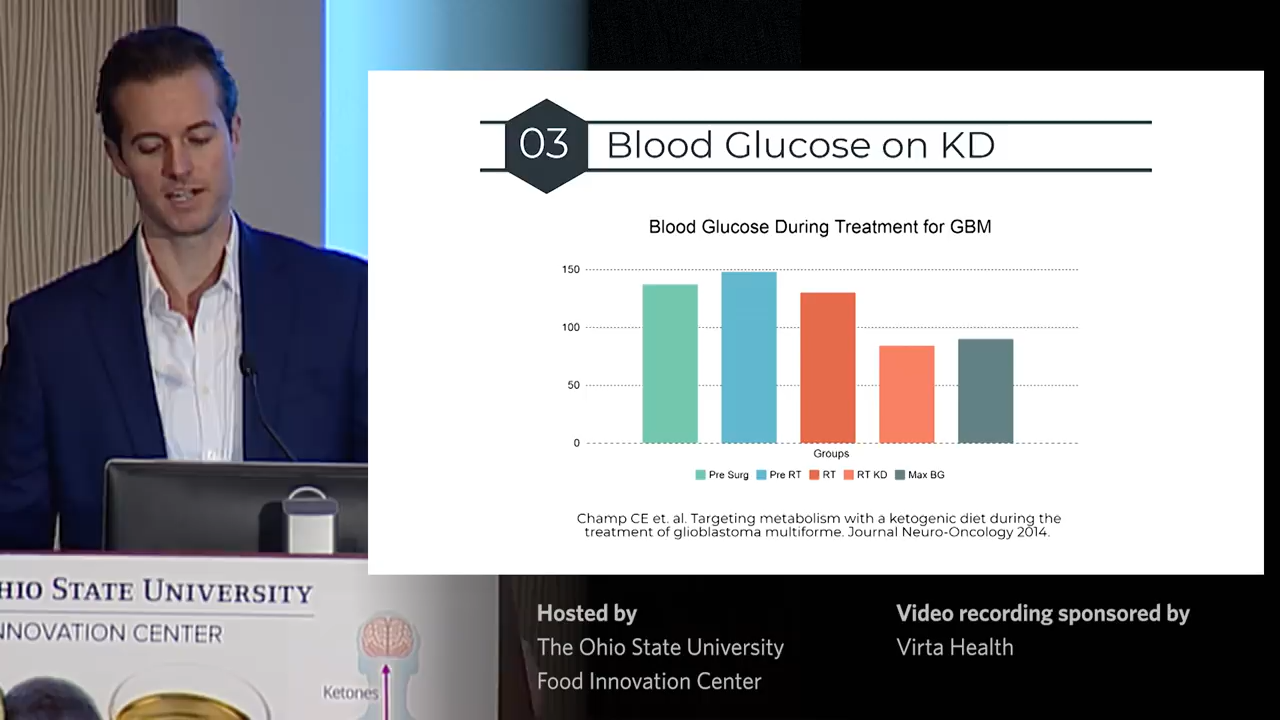 03
Blood Glucose on KD
Blood Glucose During Treatment for GBM
150
100
50
0
Groups
Pre Surg Pre RT RT RT KD Max BG
Champ CE et. al. Targeting metabolism with a ketogenic diet during the
treatment of glioblastoma multiforme. Journal Neuro-Oncology 2014.
HIO STATE UNIVERSITY
NNOVATION CENTER
Ketones
Hosted by
The Ohio State University
Food Innovation Center
Video recording sponsored by
Virta Health